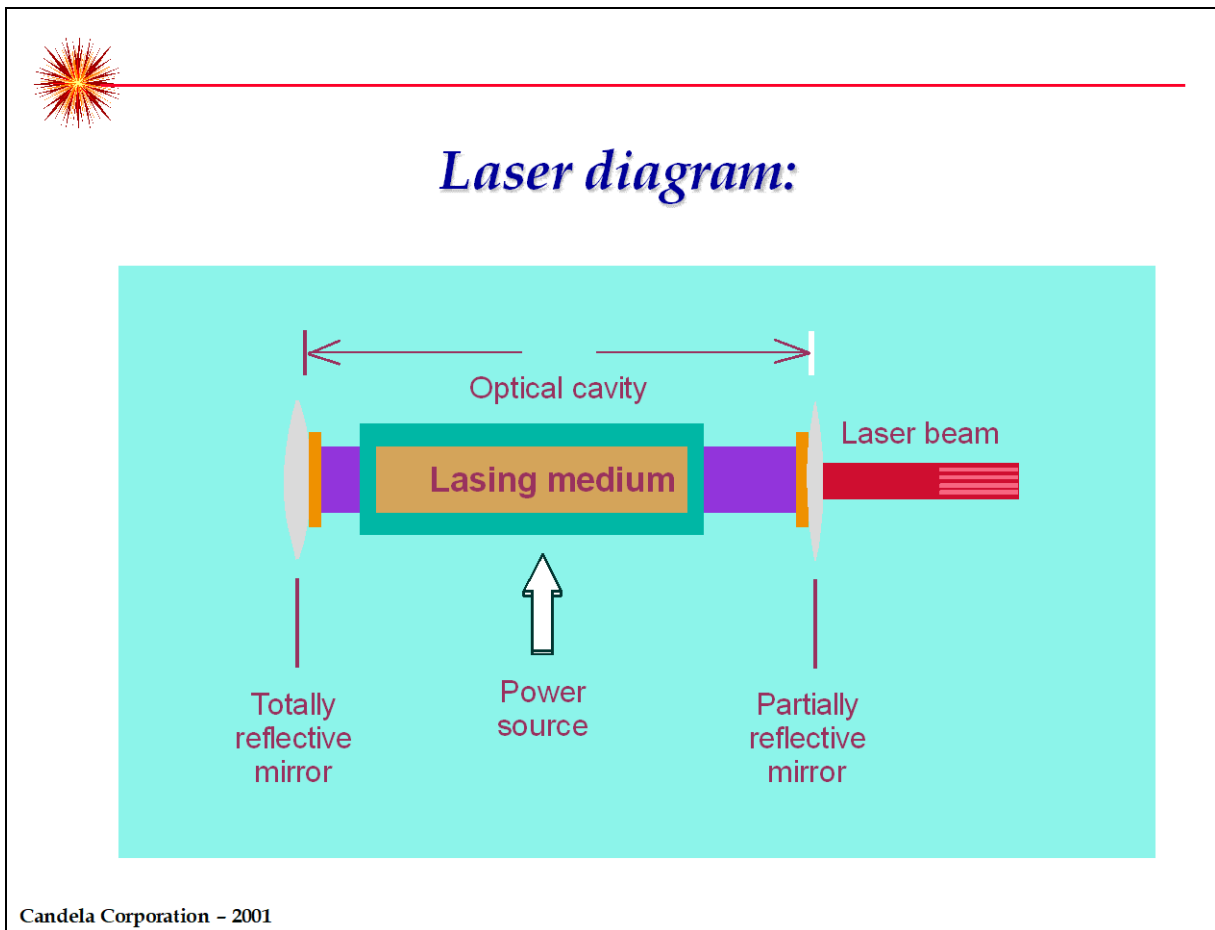 Laser diagram:
Optical cavity
Laser beam
Lasing medium
Totally
reflective
mirror
Power
source
Partially
reflective
mirror
Candela Corporation – 2001